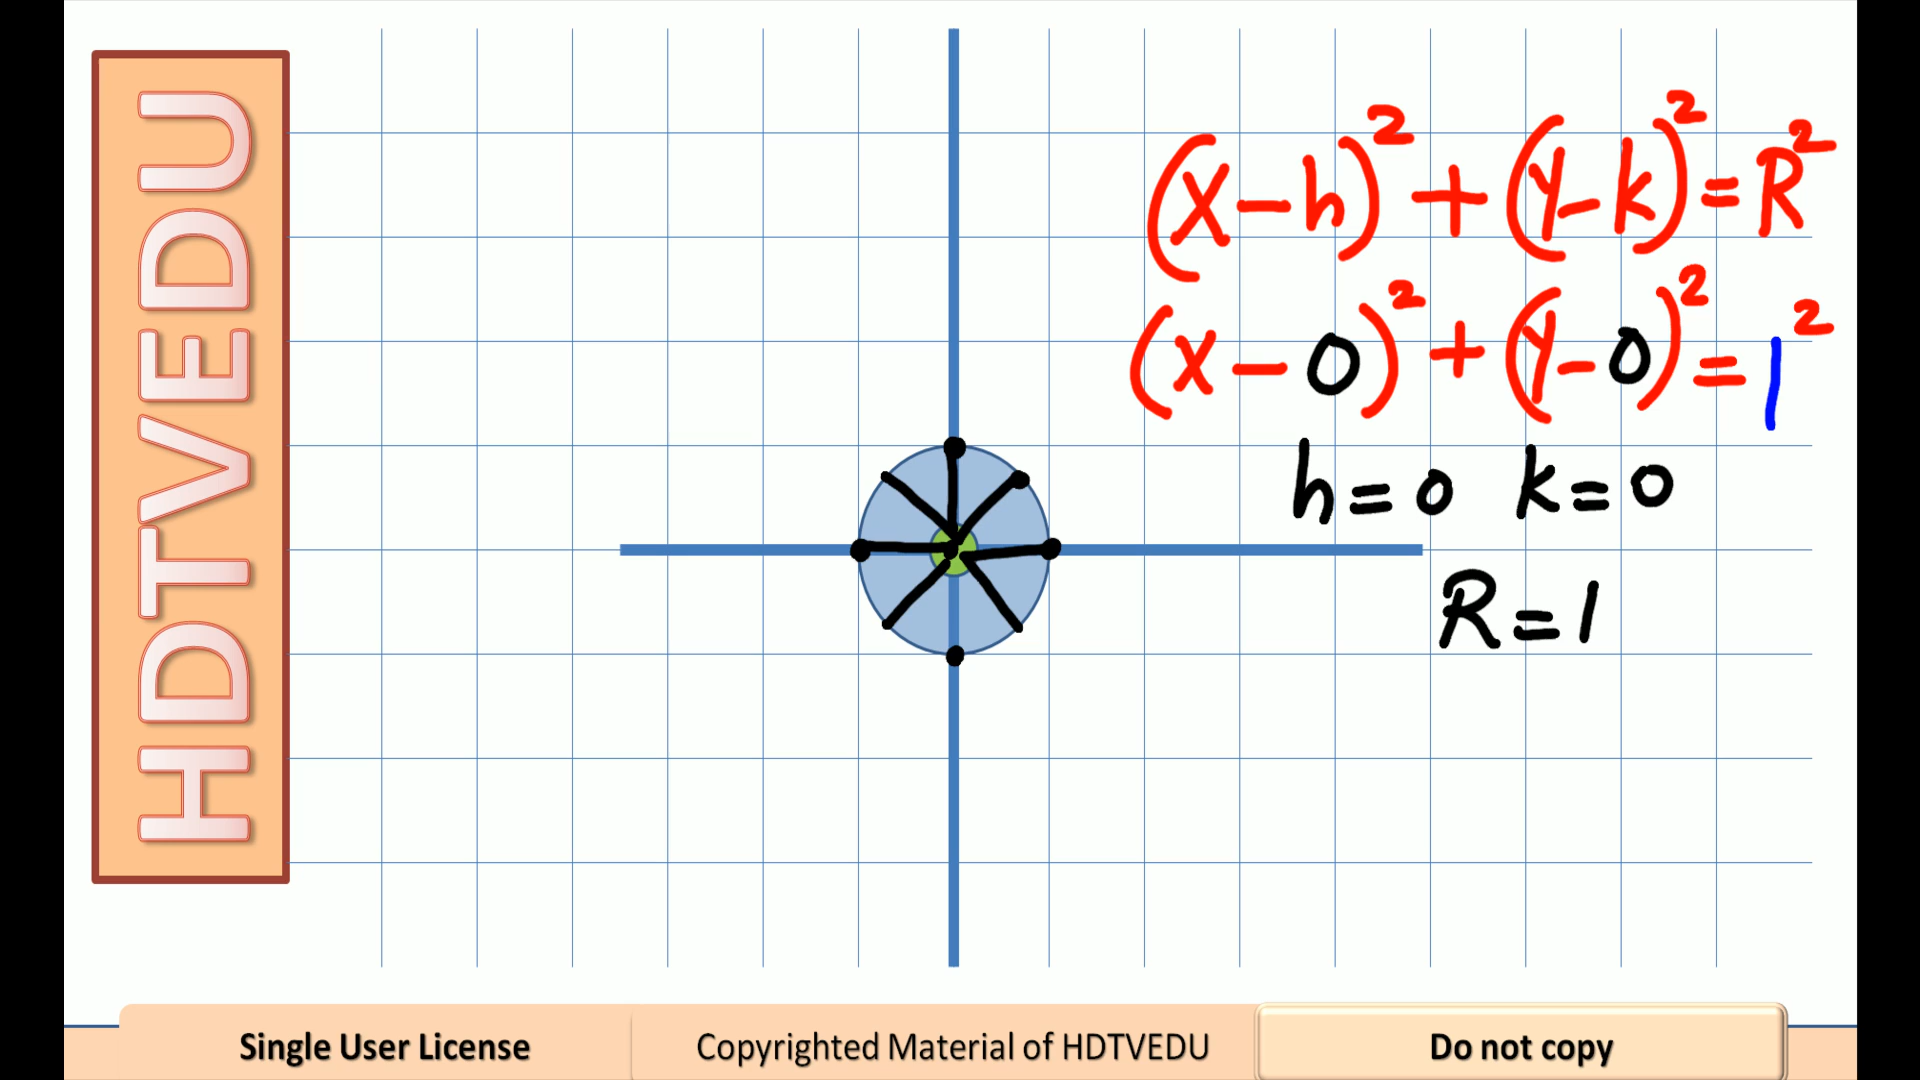 HDTVEDU
(X-h)² + (Y-k)² = R²
(X-0)² + (Y-0)² = 1²
h=0 k=0
R=1
Single User License
Copyrighted Material of HDTVEDU
Do not copy